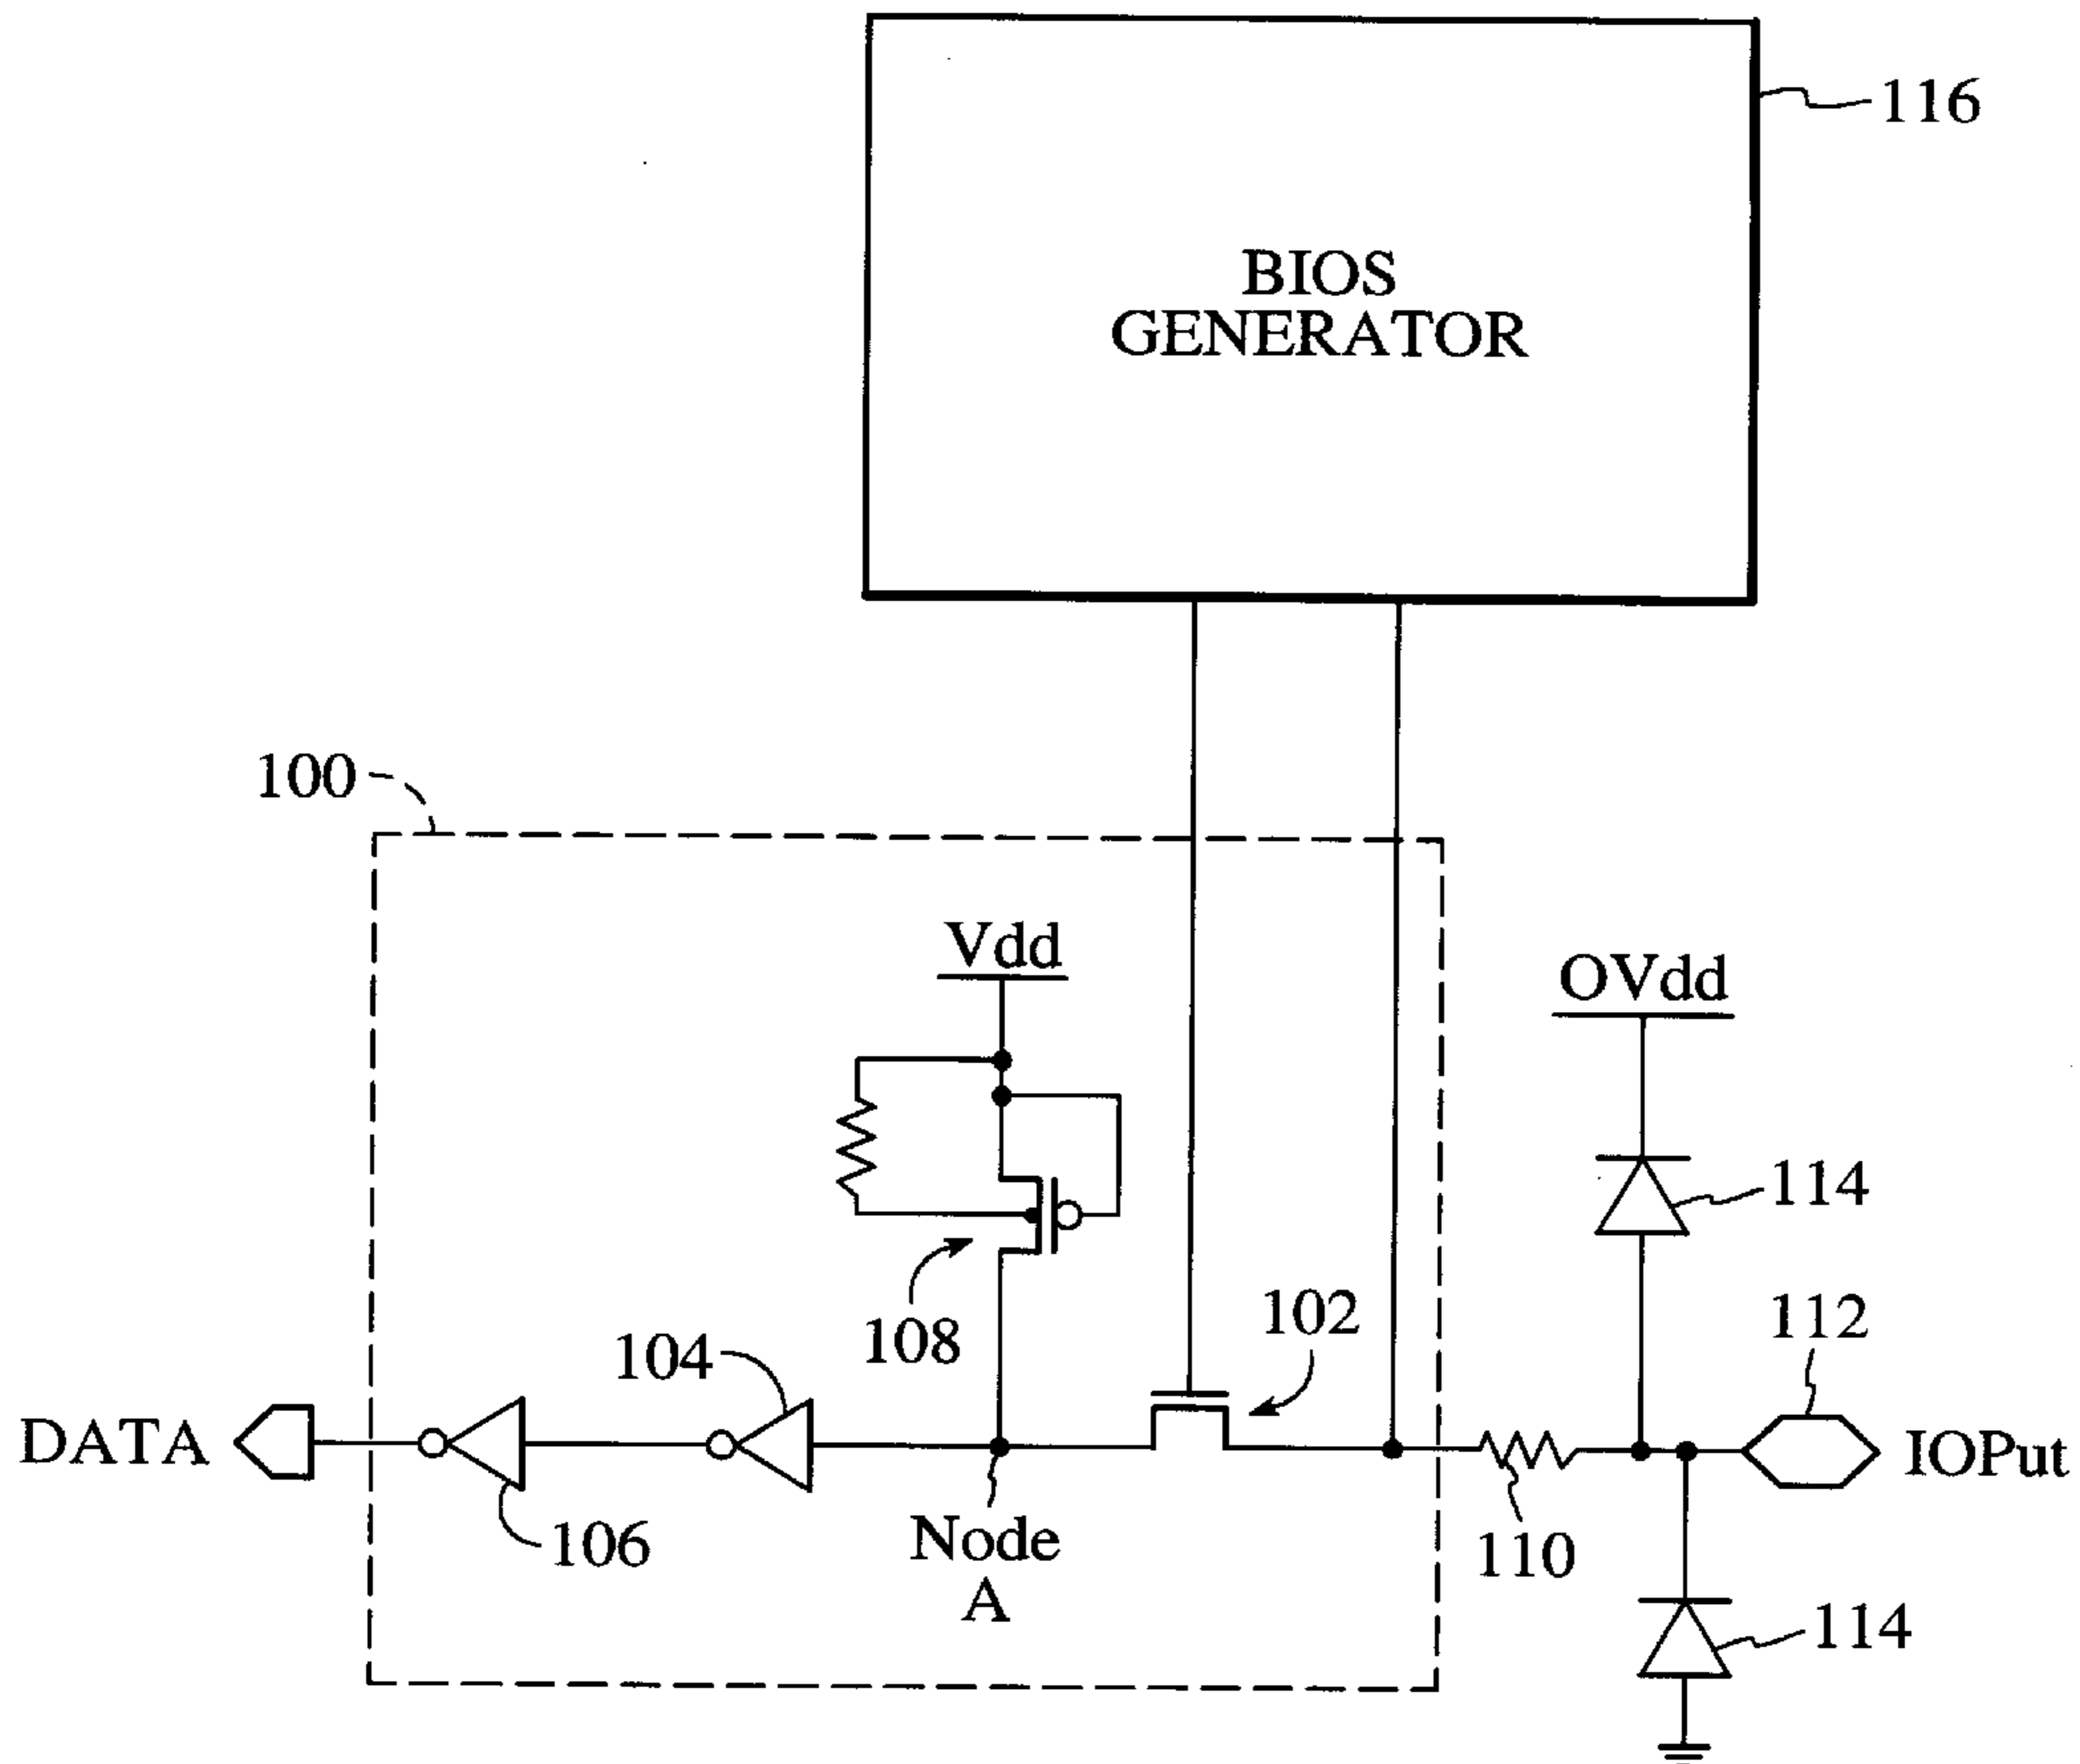 116
BIOS
GENERATOR
100
Vdd
OVdd
114
102
112
108
104
DATA
IOPut
106
Node
A
110
114